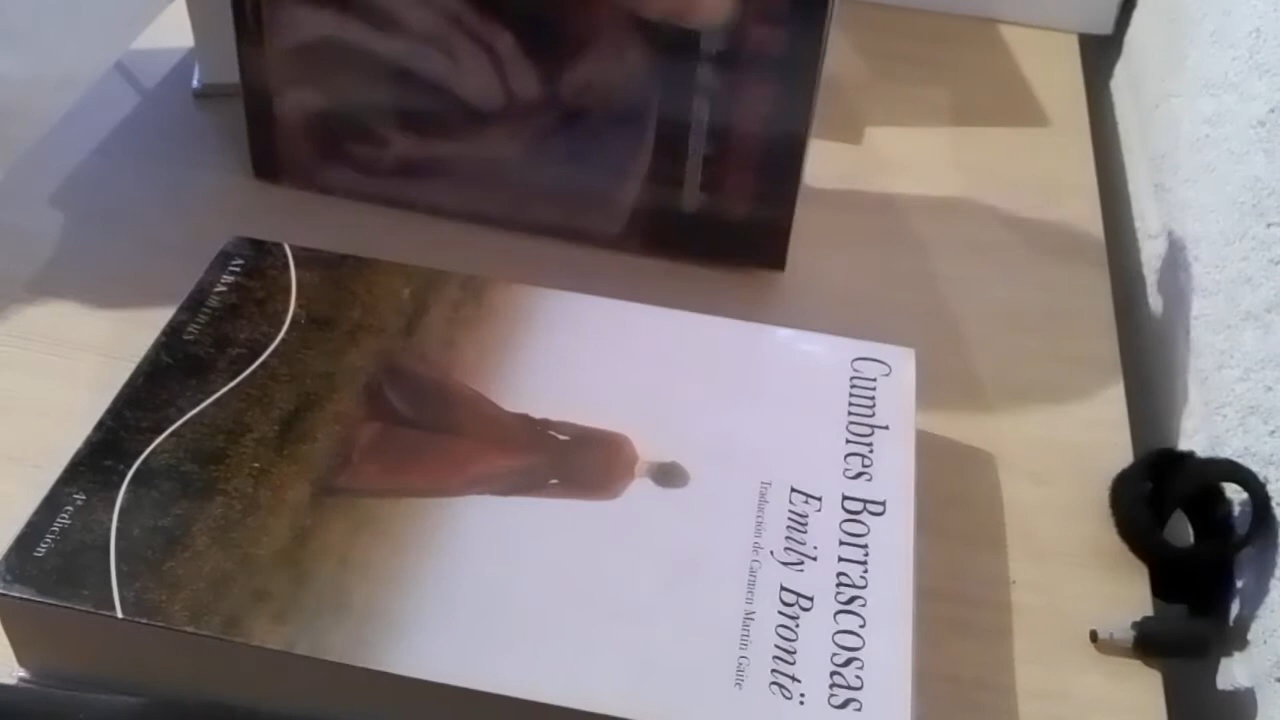 Cumbres Borrascosas
Emily Brontë
Traducción de Carmen Martín Gaite
ALBA minus
4ª edición